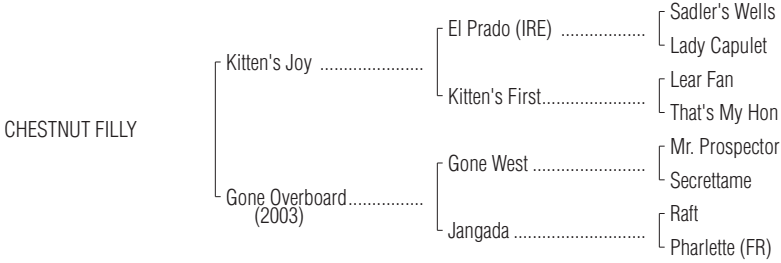 Sadler's Wells
El Prado (IRE) ..................
Lady Capulet
Kitten's Joy ......................
Lear Fan
Kitten's First......................
That's My Hon
CHESTNUT FILLY
Mr. Prospector
Gone West ........................
Secrettame
Gone Overboard................
(2003)
Raft
Jangada ............................
Pharlette (FR)